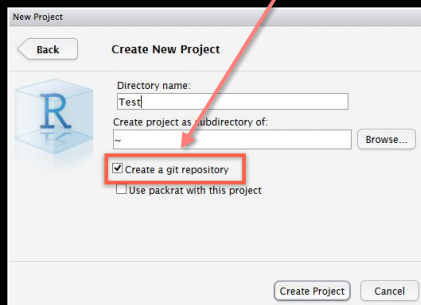 New Project
Back
Create New Project
R
Directory name:
Test
Create project as subdirectory of:
~
Browse...
Create a git repository
Use packrat with this project
Create Project
Cancel